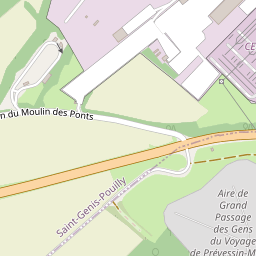 CE
n du Moulin des Ponts
Saint-Genis-Pouilly
Aire de
Grand
Passage
des Gens
du Voyage
de Prévessin-M